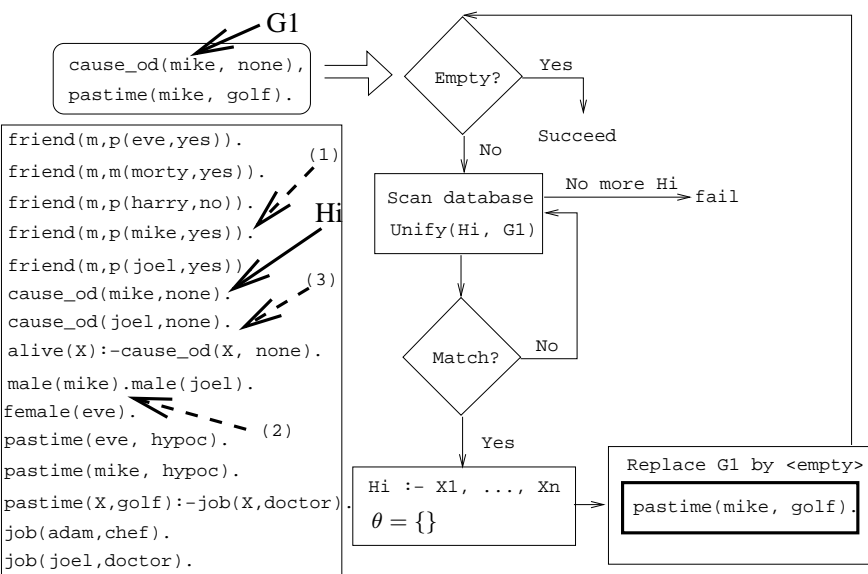 G1
cause_od(mike, none),
pastime(mike, golf).
friend(m,p(eve,yes)).
(1)
friend(m,m(morty,yes)).
friend(m,p(harry,no)).
Hi
friend(m,p(mike,yes)).
friend(m,p(joel,yes))
cause_od(mike,none).
(3)
cause_od(joel,none).
alive(X):-cause_od(X, none).
male(mike).male(joel).
female(eve).
(2)
pastime(eve, hypoc).
pastime(mike, hypoc).
pastime(X,golf):-job(X,doctor).
job(adam,chef).
job(joel,doctor).
Empty?
Yes
Succeed
No
Scan database
Unify(Hi, G1)
No more Hi
fail
Match?
No
Yes
Hi :- X1, ..., Xn
θ = {}
Replace G1 by <empty>
pastime(mike, golf).